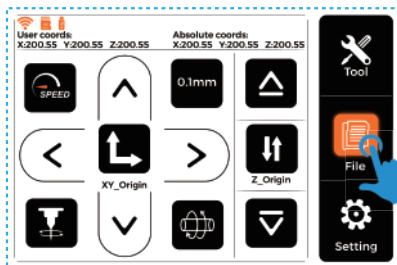 User coords:
X:200.55 Y:200.55 Z:200.55
Absolute coords:
X:200.55 Y:200.55 Z:200.55
SPEED
0.1mm
XY_Origin
Z_Origin
Tool
File
Setting